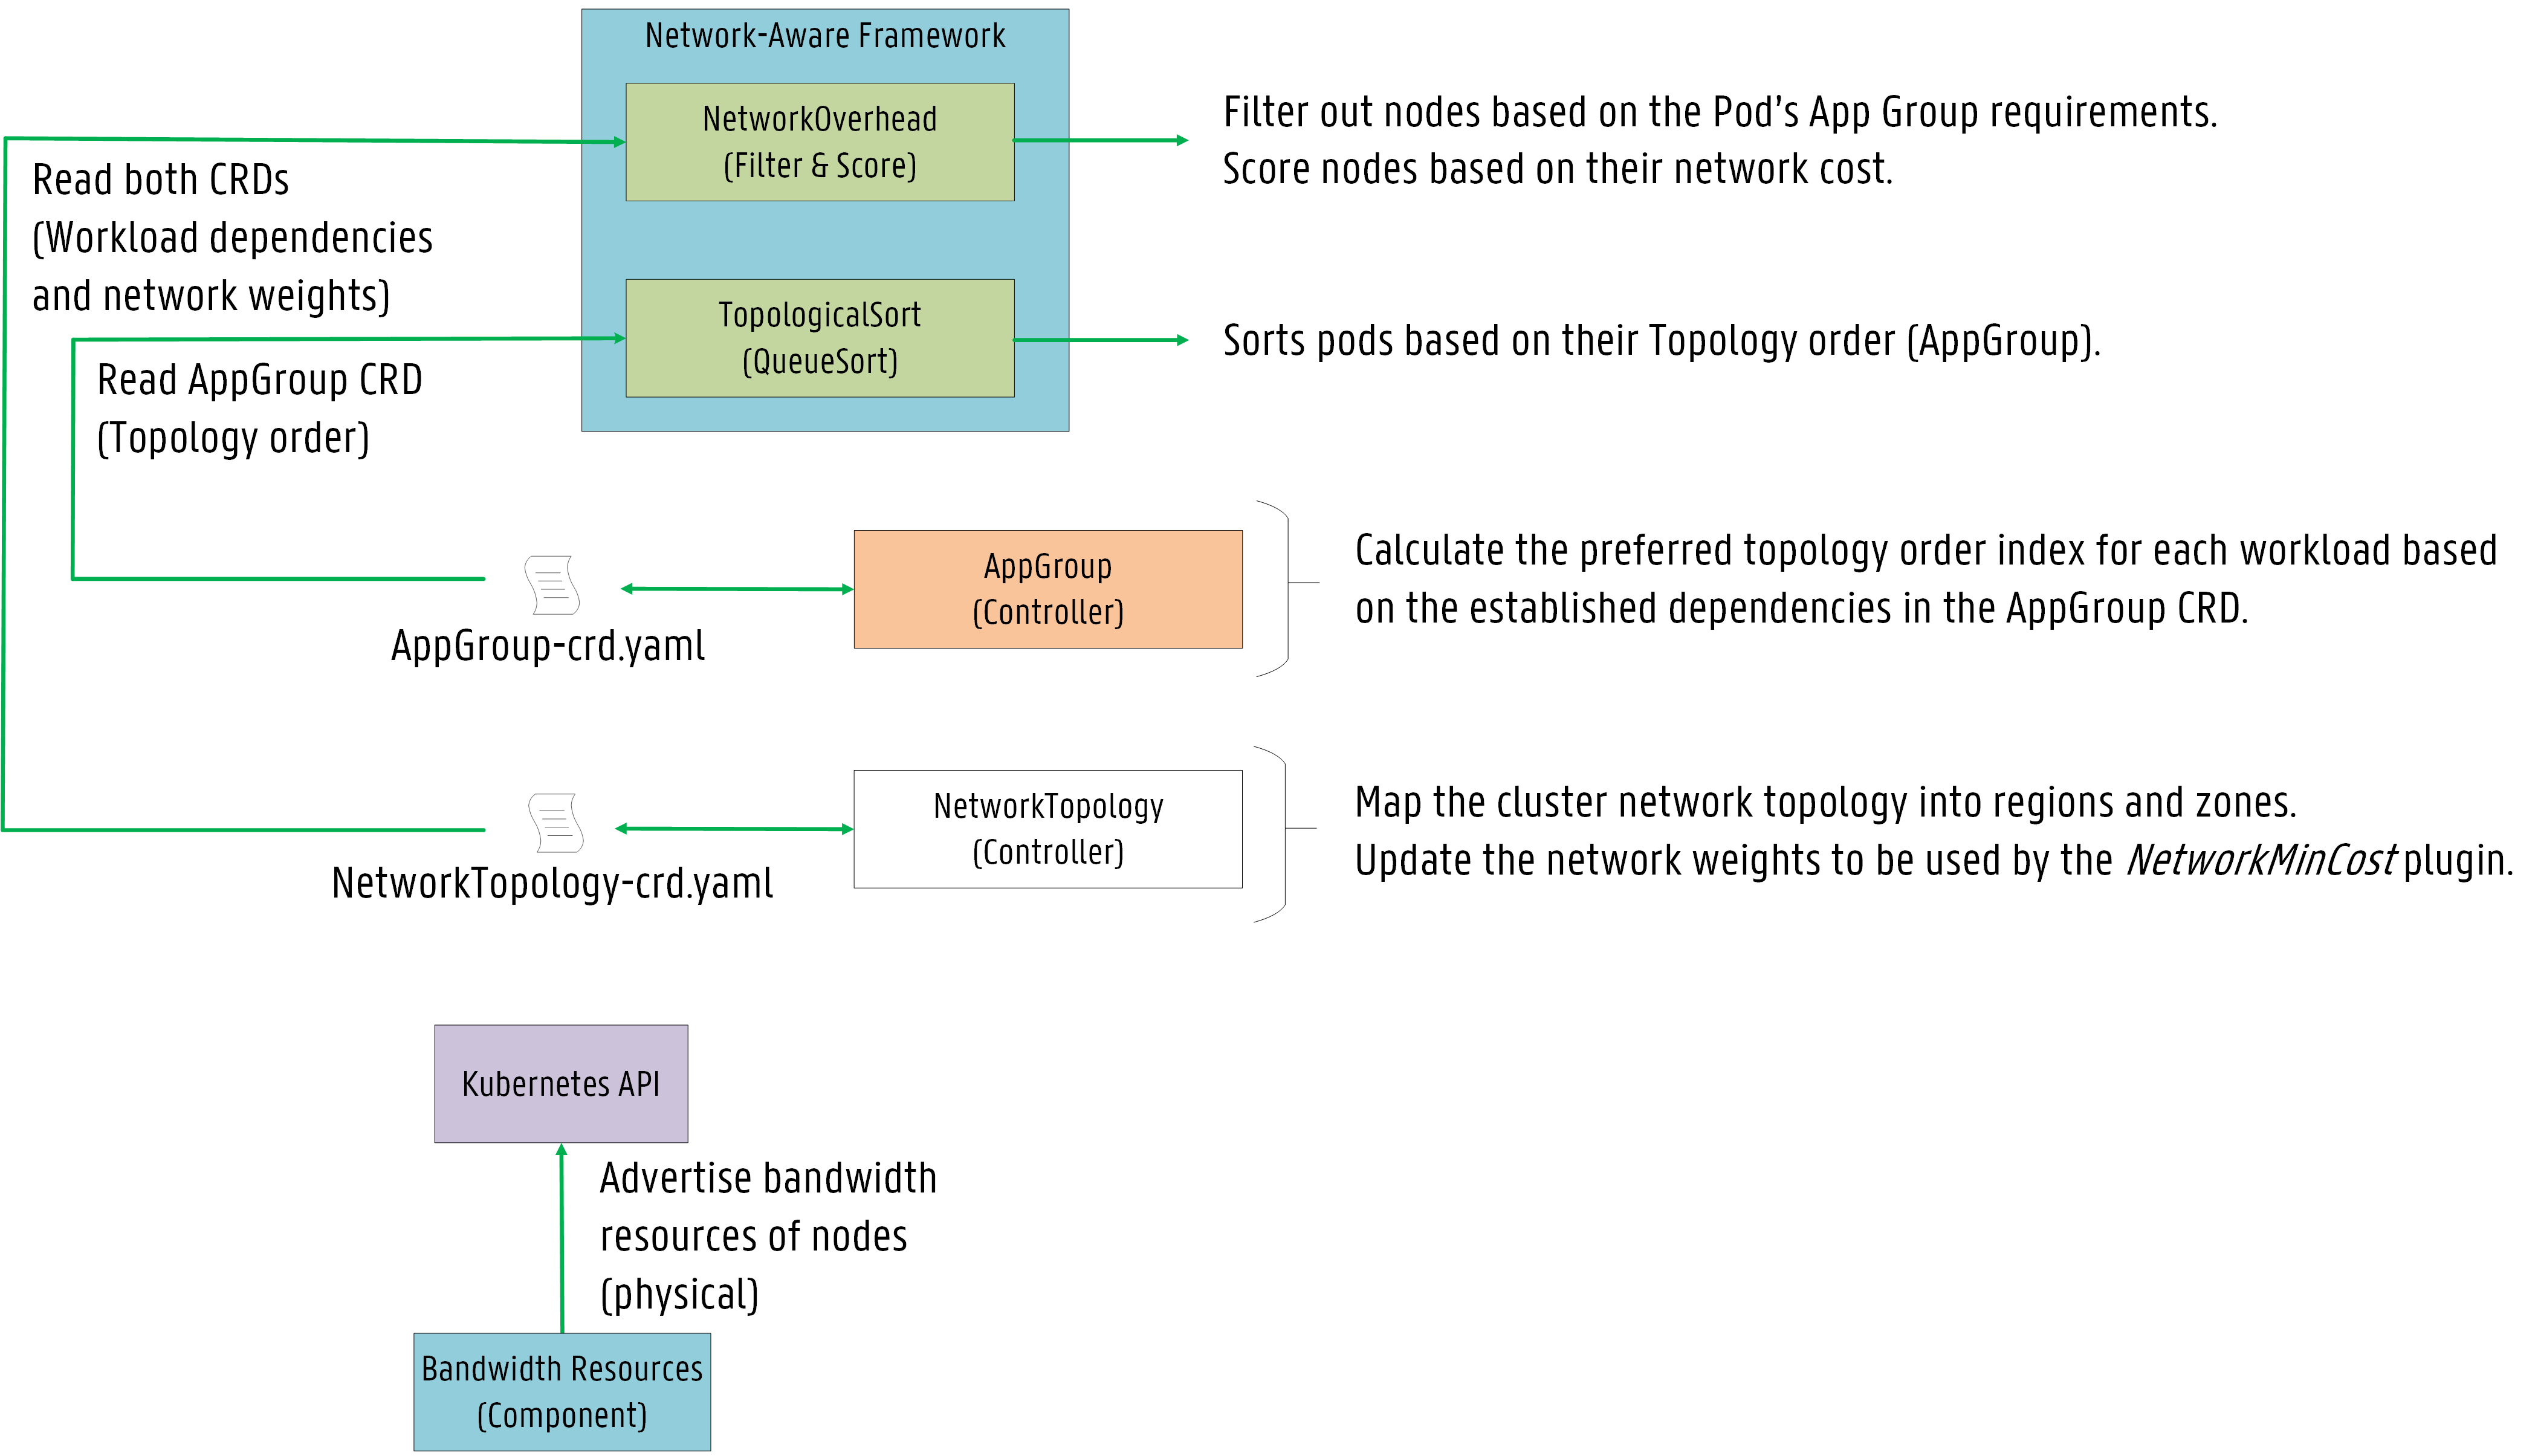 Network-Aware Framework
NetworkOverhead
(Filter & Score)
Filter out nodes based on the Pod's App Group requirements.
Score nodes based on their network cost.
Read both CRDs
(Workload dependencies
and network weights)
TopologicalSort
(QueueSort)
Sorts pods based on their Topology order (AppGroup).
Read AppGroup CRD
(Topology order)
AppGroup-crd.yaml
AppGroup
(Controller)
Calculate the preferred topology order index for each workload based
on the established dependencies in the AppGroup CRD.
NetworkTopology-crd.yaml
NetworkTopology
(Controller)
Map the cluster network topology into regions and zones.
Update the network weights to be used by the NetworkMinCost plugin.
Kubernetes API
Advertise bandwidth
resources of nodes
(physical)
Bandwidth Resources
(Component)